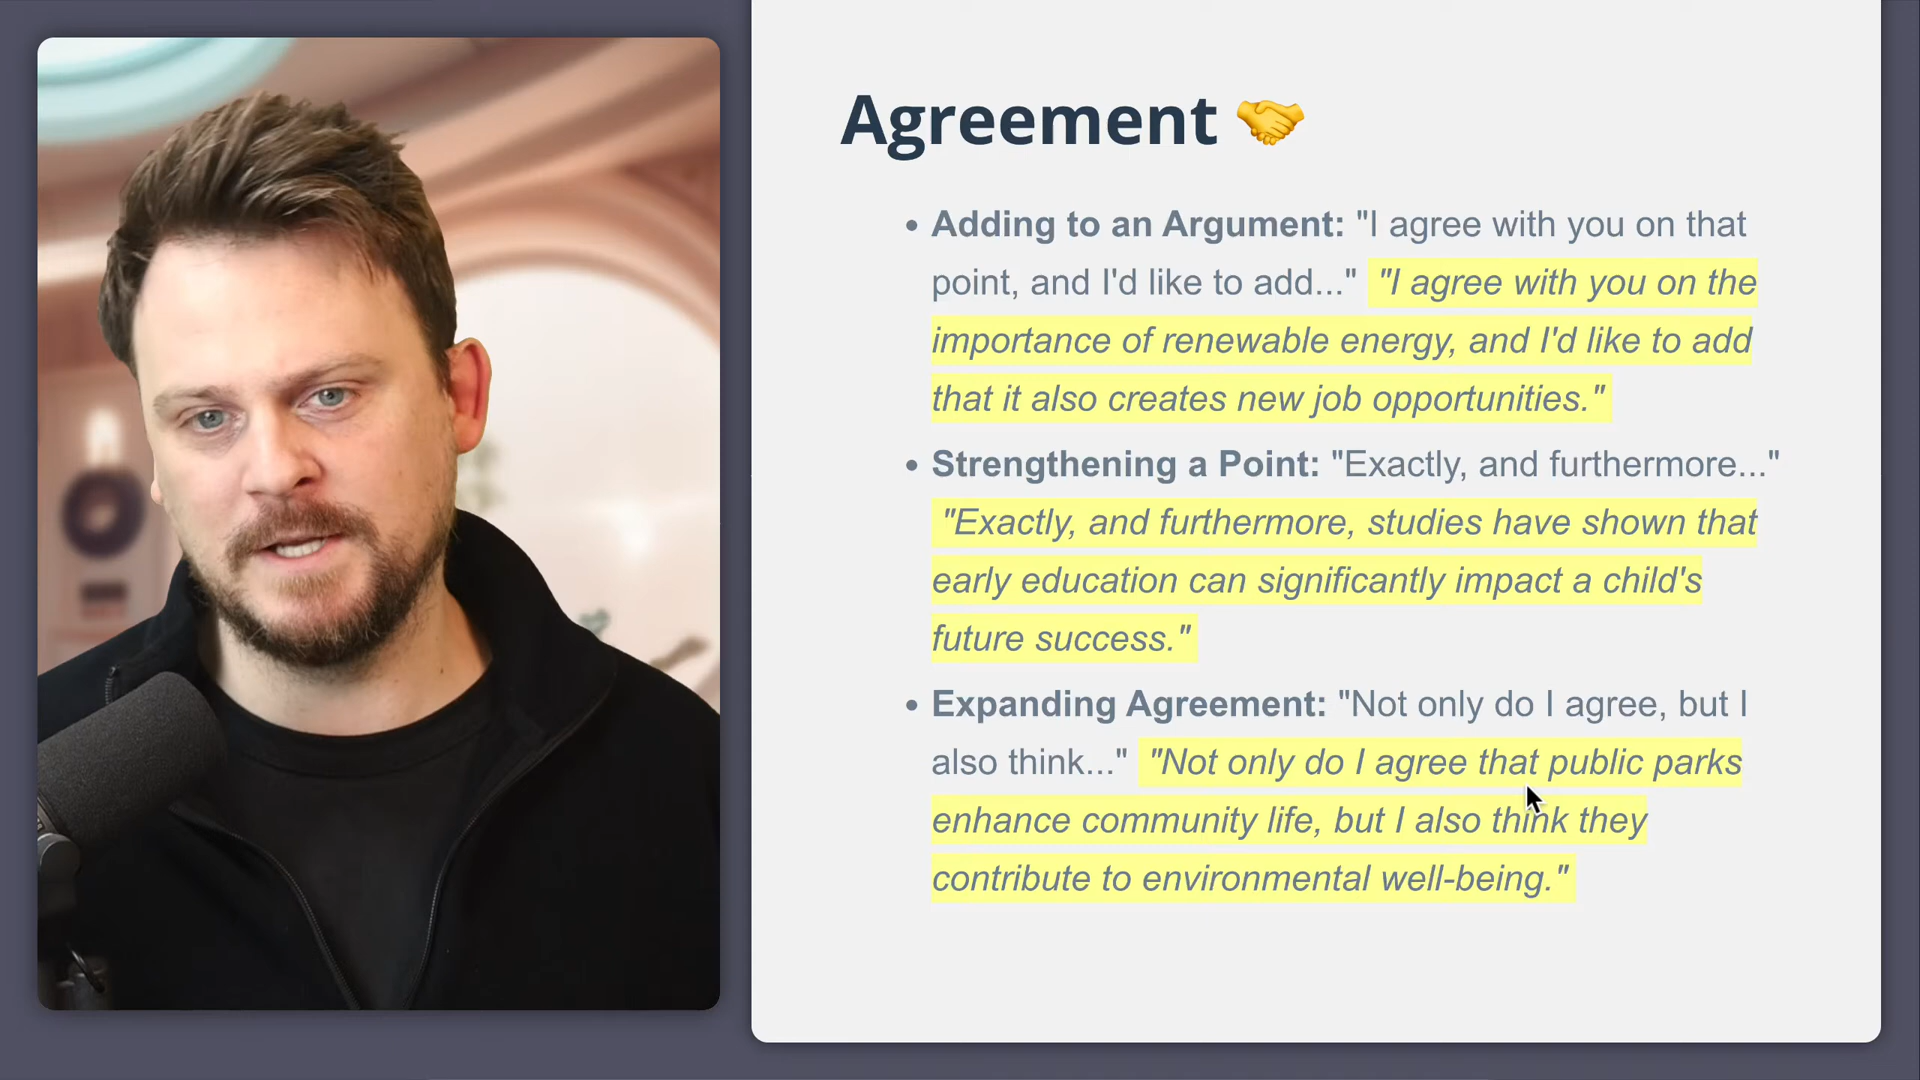 Agreement 🤝
• Adding to an Argument: "I agree with you on that
point, and I'd like to add..." "I agree with you on the
importance of renewable energy, and I'd like to add
that it also creates new job opportunities."
• Strengthening a Point: "Exactly, and furthermore..."
"Exactly, and furthermore, studies have shown that
early education can significantly impact a child's
future success."
• Expanding Agreement: "Not only do I agree, but I
also think..." "Not only do I agree that public parks
enhance community life, but I also think they
contribute to environmental well-being."